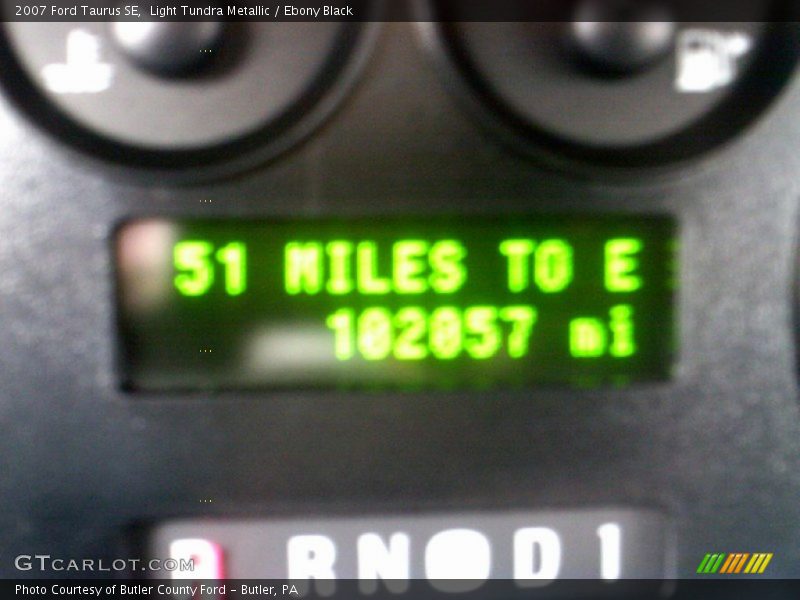 2007 Ford Taurus SE, Light Tundra Metallic / Ebony Black
51 MILES TO E
102057 mi
P R N D 1
GTCARLOT.COM
Photo Courtesy of Butler County Ford - Butler, PA